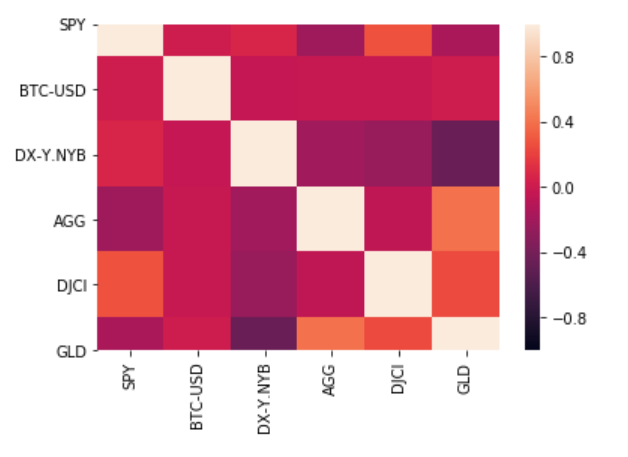 SPY
BTC-USD
DX-Y.NYB
AGG
DJCI
GLD
SPY
BTC-USD
DX-Y.NYB
AGG
DJCI
GLD
0.8
0.4
0.0
−0.4
−0.8